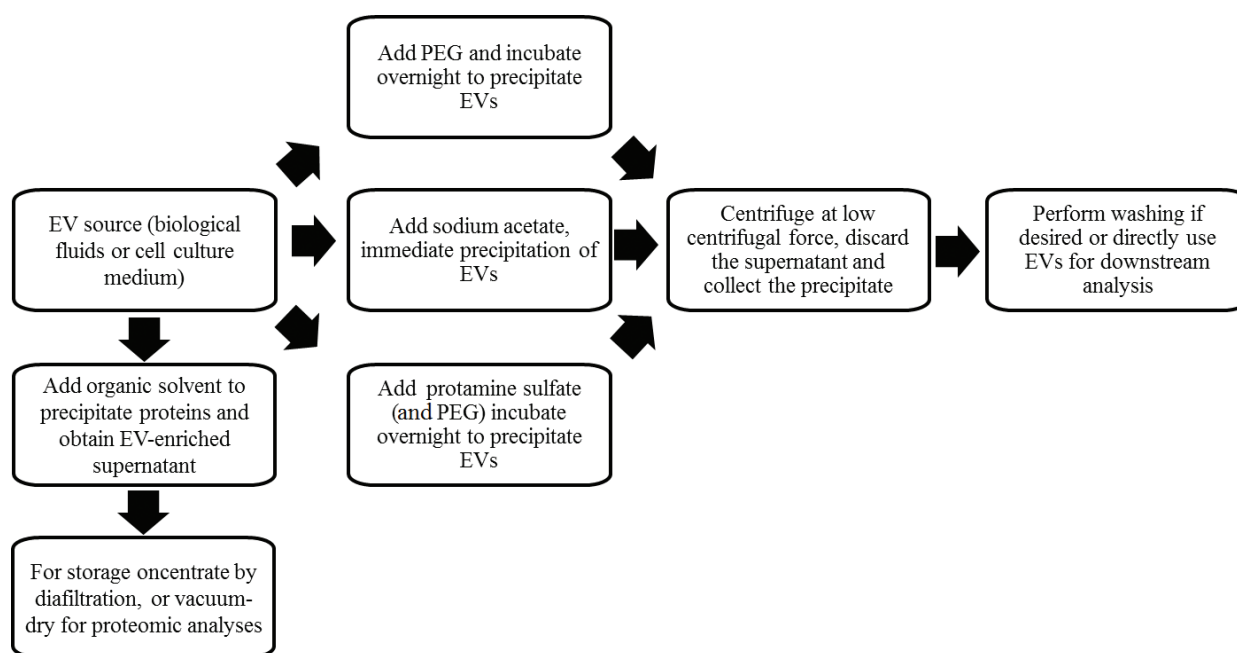 Add PEG and incubate
overnight to precipitate
EVs
EV source (biological
fluids or cell culture
medium)
Add sodium acetate,
immediate precipitation of
EVs
Centrifuge at low
centrifugal force, discard
the supernatant and
collect the precipitate
Perform washing if
desired or directly use
EVs for downstream
analysis
Add organic solvent to
precipitate proteins and
obtain EV-enriched
supernatant
Add protamine sulfate
(and PEG) incubate
overnight to precipitate
EVs
For storage oncentrate by
diafiltration, or vacuum-
dry for proteomic analyses